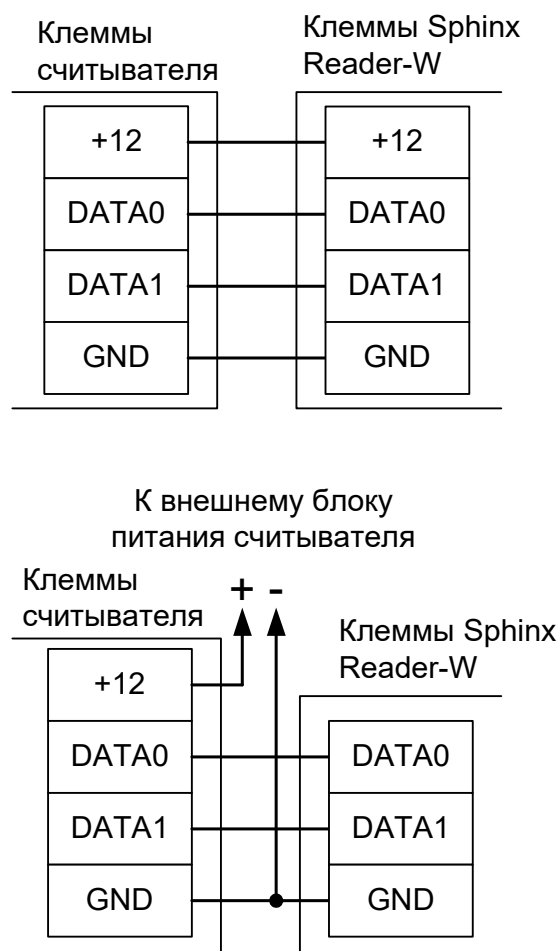 Клеммы
считывателя
Клеммы Sphinx
Reader-W
+12
+12
DATA0
DATA0
DATA1
DATA1
GND
GND
К внешнему блоку
питания считывателя
Клеммы
считывателя
+ -
Клеммы Sphinx
Reader-W
+12
DATA0
DATA0
DATA1
DATA1
GND
GND